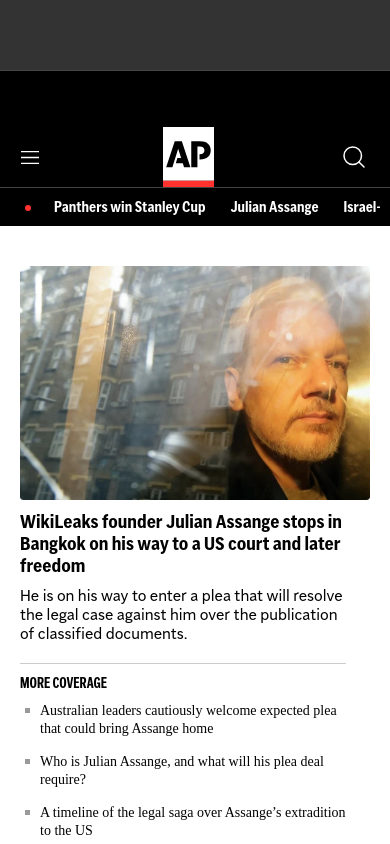 AP
Panthers win Stanley Cup
Julian Assange
Israel-
WikiLeaks founder Julian Assange stops in
Bangkok on his way to a US court and later
freedom
He is on his way to enter a plea that will resolve
the legal case against him over the publication
of classified documents.
MORE COVERAGE
Australian leaders cautiously welcome expected plea
that could bring Assange home
Who is Julian Assange, and what will his plea deal
require?
A timeline of the legal saga over Assange’s extradition
to the US